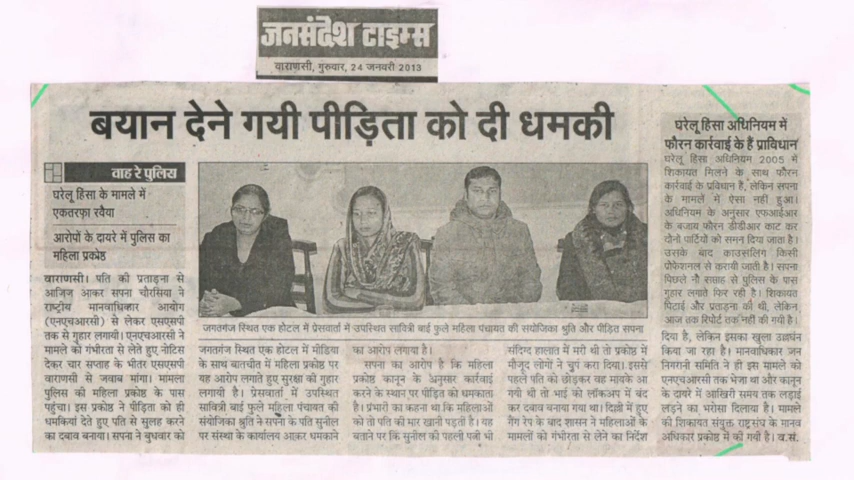 जनसंदेश टाइम्स
वाराणसी, गुरुवार, 24 जनवरी 2013
बयान देने गयी पीड़िता को दी धमकी
वाह रे पुलिस
घरेलू हिंसा के मामले में
एकतरफा रवैया
आरोपों के दायरे में पुलिस का
महिला प्रकोष्ठ
वाराणसी। पति की प्रताड़ना से
आजिज आकर सपना चौरसिया ने
राष्ट्रीय मानवाधिकार आयोग
(एनएचआरसी) से लेकर एसएसपी
तक से गुहार लगायी। एनएचआरसी ने
मामले को गंभीरता से लेते हुए नोटिस
देकर चार सप्ताह के भीतर एसएसपी
वाराणसी से जवाब मांगा। मामला
पुलिस की महिला प्रकोष्ठ के पास
पहुंचा। इस प्रकोष्ठ ने पीड़िता को ही
धमकियां देते हुए पति से सुलह करने
का दबाव बनाया। सपना ने बुधवार को
जगतगंज स्थित एक होटल में प्रेसवार्ता में उपस्थित सावित्री बाई फुले महिला पंचायत की संयोजिका श्रुति और पीड़ित सपना
जगतगंज स्थित एक होटल में मीडिया
के साथ बातचीत में महिला प्रकोष्ठ पर
यह आरोप लगाते हुए सुरक्षा की गुहार
लगायी है। प्रेसवार्ता में उपस्थित
सावित्री बाई फुले महिला पंचायत की
संयोजिका श्रुति ने सपना के पति सुनील
पर संस्था के कार्यालय आकर धमकाने
का आरोप लगाया है।
सपना का आरोप है कि महिला
प्रकोष्ठ कानून के अनुसार कार्रवाई
करने के स्थान पर पीड़ित को धमकाता
है। प्रभारी का कहना था कि महिलाओं
को तो पति की मार खानी पड़ती है। यह
बताने पर कि सुनील की पहली पत्नी भी
संदिग्ध हालात में मरी थी तो प्रकोष्ठ में
मौजूद लोगों ने चुप करा दिया। इससे
पहले पति को छोड़कर वह मायके आ
गयी थी तो भाई को लॉकअप में बंद
कर दबाव बनाया गया था। दिल्ली में हुए
गैंग रेप के बाद शासन ने महिलाओं के
मामलों को गंभीरता से लेने का निर्देश
घरेलू हिंसा अधिनियम में
फौरन कार्रवाई के हैं प्राविधान
घरेलू हिंसा अधिनियम 2005 में
शिकायत मिलने के साथ फौरन
कार्रवाई के प्रविधान हैं, लेकिन सपना
के मामलें में ऐसा नहीं हुआ।
अधिनियम के अनुसार एफआईआर
के बजाय फौरन डीडीआर काट कर
दोनों पार्टियों को समन दिया जाता है।
उसके बाद काउंसलिंग किसी
प्रोफेशनल से करायी जाती है। सपना
पिछले नौ सप्ताह से पुलिस के पास
गुहार लगाते फिर रही है। शिकायत
पिटाई और प्रताड़ना की थी, लेकिन
आज तक रिपोर्ट तक नहीं की गयी है।
दिया है, लेकिन इसका खुला उल्लंघन
किया जा रहा है। मानवाधिकार जन
निगरानी समिति ने ही इस मामले को
एनएचआरसी तक भेजा था और कानून
के दायरे में आखिरी समय तक लड़ाई
लड़ने का भरोसा दिलाया है। मामले
की शिकायत संयुक्त राष्ट्रसंघ के मानव
अधिकार प्रकोष्ठ में की गयी है। व.सं.